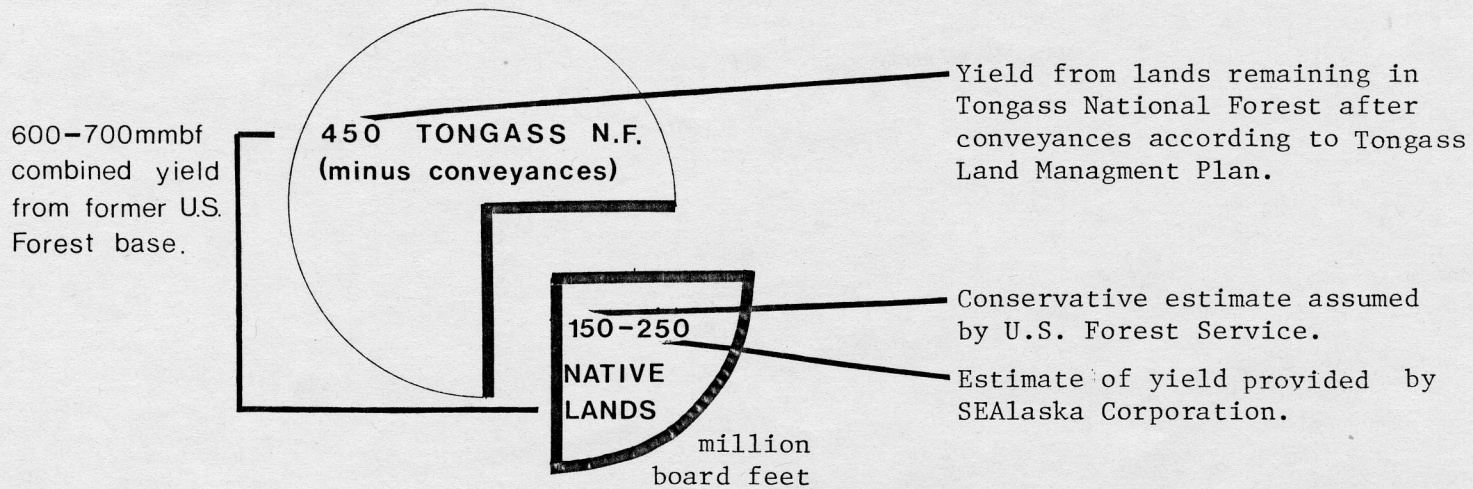 600-700mmbf
combined yield
from former U.S.
Forest base.
450 TONGASS N.F.
(minus conveyances)
Yield from lands remaining in
Tongass National Forest after
conveyances according to Tongass
Land Managment Plan.
150-250
NATIVE
LANDS
million
board feet
Conservative estimate assumed
by U.S. Forest Service.
Estimate of yield provided by
SEAlaska Corporation.